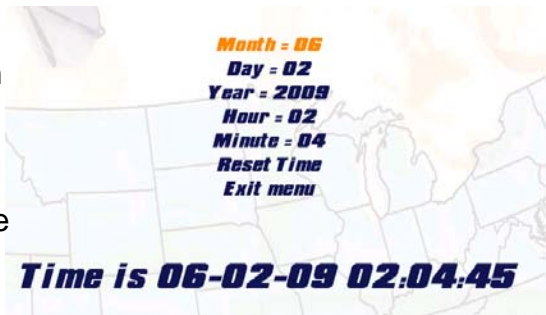 Month = 06
Day = 02
Year = 2009
Hour = 02
Minute = 04
Reset Time
Exit menu
e
Time is 06-02-09 02:04:45